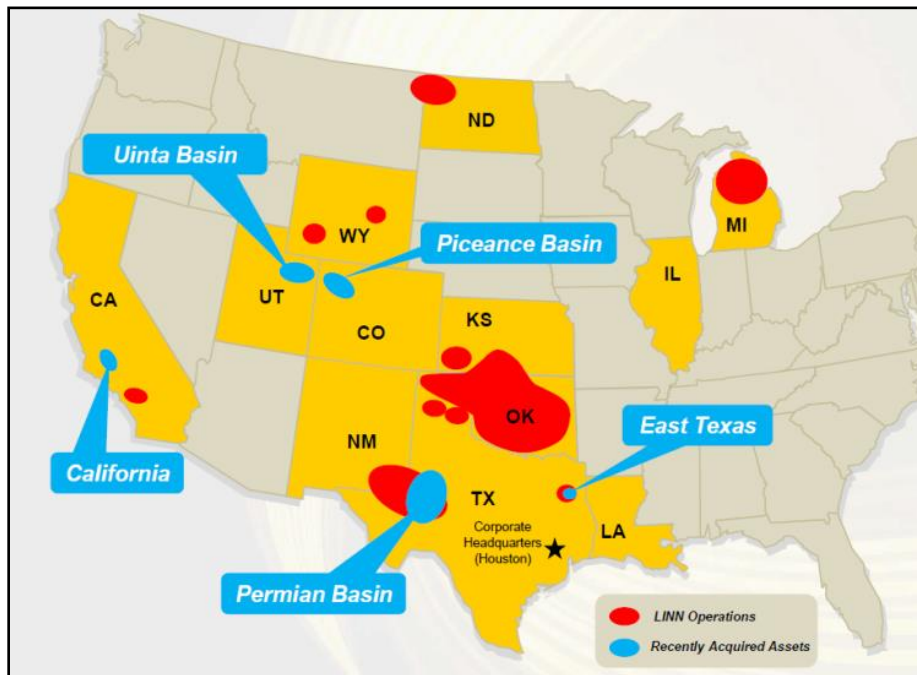 ND
Uinta Basin
MI
WY
Piceance Basin
IL
CA
UT
KS
CO
OK
East Texas
NM
California
TX
LA
Corporate
Headquarters
(Houston)
Permian Basin
LINN Operations
Recently Acquired Assets